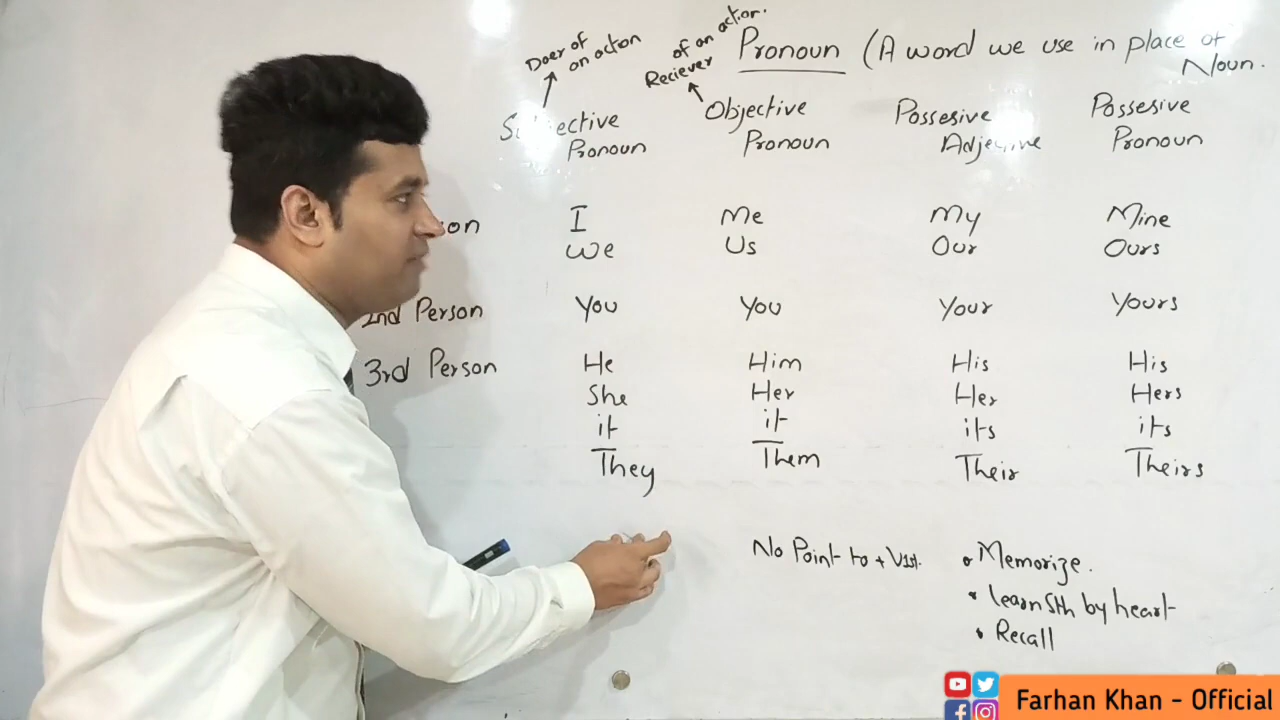 Doer of
an action
Reciever
of an action.
Pronoun (A word we use in place of
Noun.
Subjective
Pronoun
Objective
Pronoun
Possesive
Adjective
Possesive
Pronoun
I Me My Mine
We Us Our Ours
2nd Person You You Your Yours
3rd Person He Him His His
She Her Her Hers
it it its its
They Them Their Theirs
No Point to + V1st.
• Memorize.
• learn Sth by heart
• Recall
Farhan Khan - Official